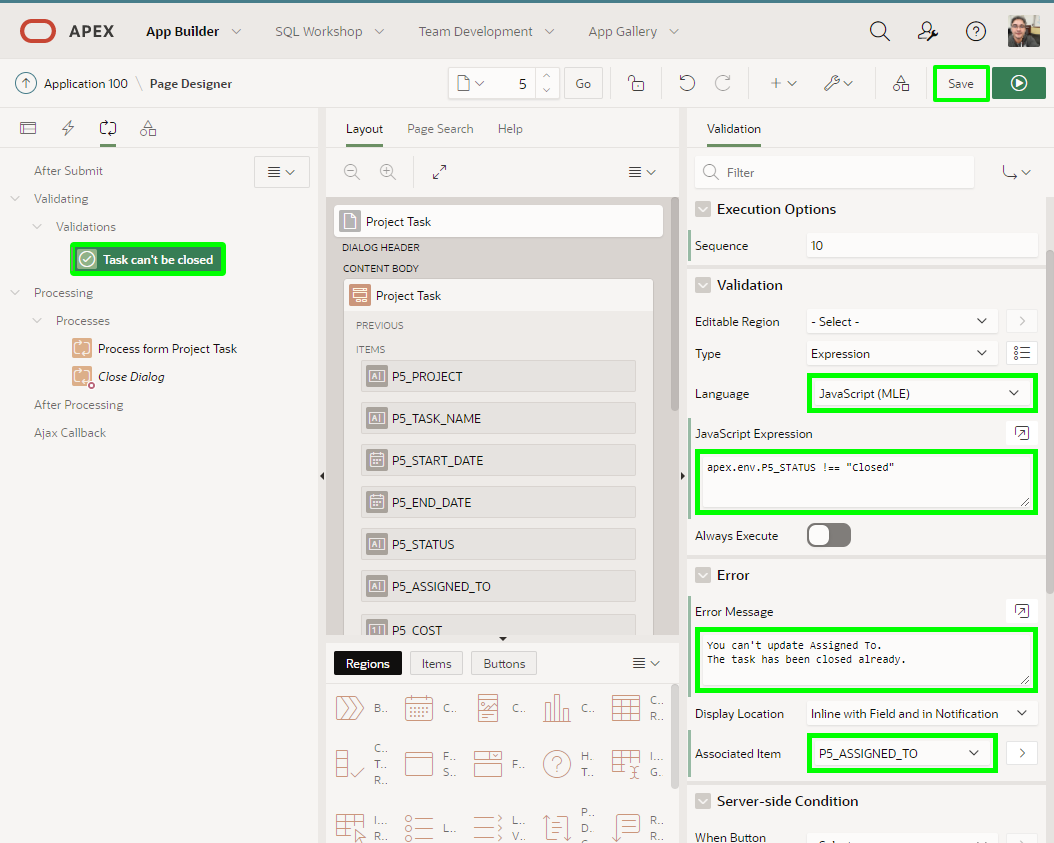 APEX
App Builder
SQL Workshop
Team Development
App Gallery
Application 100 \ Page Designer
5
Go
Save
After Submit
Validating
Validations
Task can't be closed
Processing
Processes
Process form Project Task
Close Dialog
After Processing
Ajax Callback
Layout
Page Search
Help
Project Task
DIALOG HEADER
CONTENT BODY
Project Task
PREVIOUS
ITEMS
P5_PROJECT
P5_TASK_NAME
P5_START_DATE
P5_END_DATE
P5_STATUS
P5_ASSIGNED_TO
P5_COST
Regions
Items
Buttons
B..
C..
C..
C..
C..
R..
C..
T..
R..
F..
S..
F..
H..
T..
I...
G..
I...
R..
L..
L..
V..
P..
D..
C..
R..
R..
Validation
Filter
Execution Options
Sequence
10
Validation
Editable Region
- Select -
Type
Expression
Language
JavaScript (MLE)
JavaScript Expression
apex.env.P5_STATUS !== "Closed"
Always Execute
Error
Error Message
You can't update Assigned To.
The task has been closed already.
Display Location
Inline with Field and in Notification
Associated Item
P5_ASSIGNED_TO
Server-side Condition
When Button